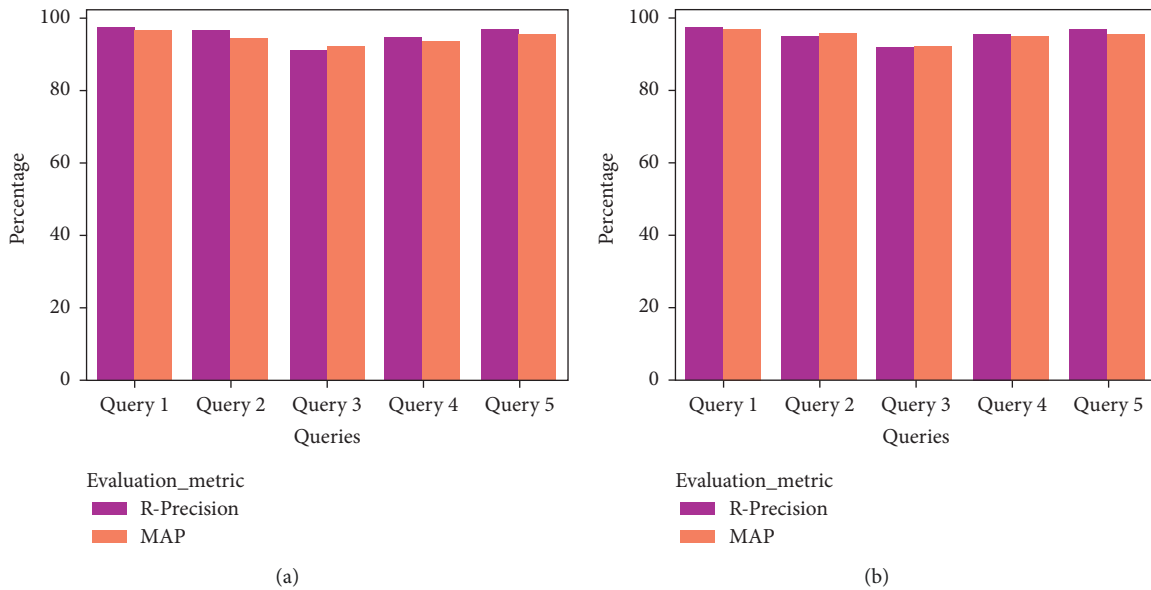 100
80
60
40
20
0
Percentage
Query 1 Query 2 Query 3 Query 4 Query 5
Queries
Evaluation_metric
R-Precision
MAP
(a)
100
80
60
40
20
0
Percentage
Query 1 Query 2 Query 3 Query 4 Query 5
Queries
Evaluation_metric
R-Precision
MAP
(b)